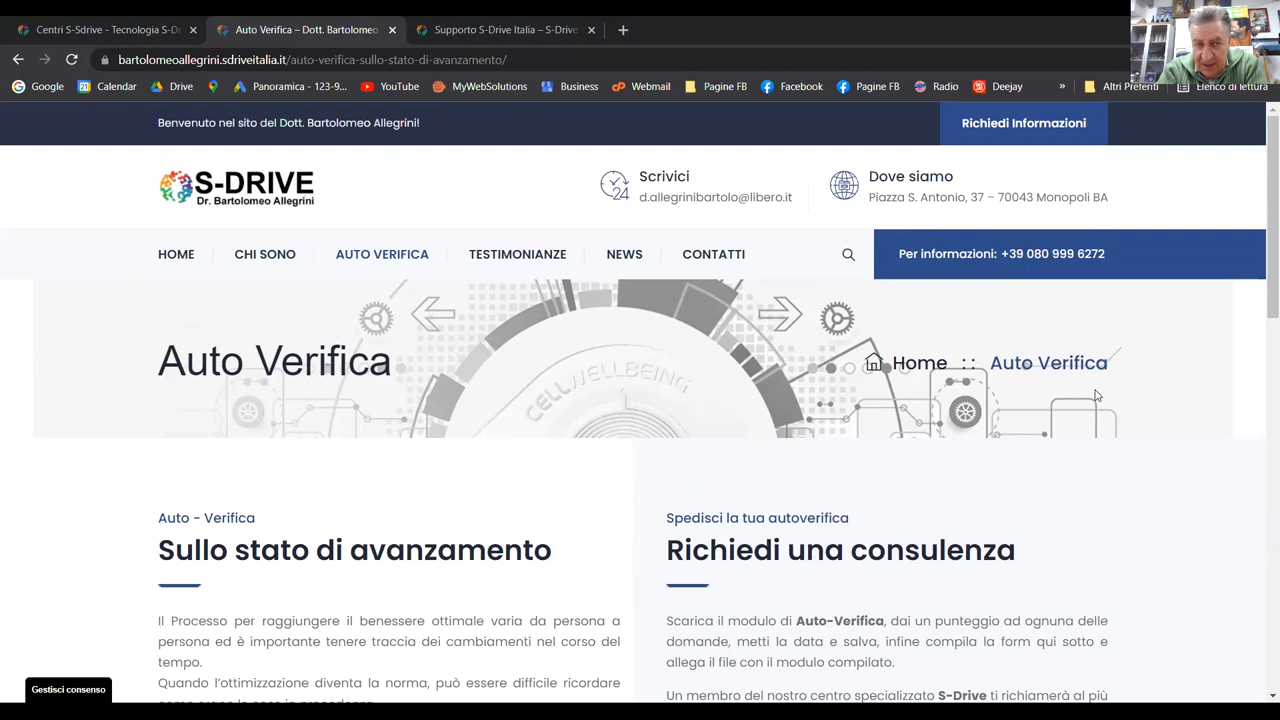 Centri S-Sdrive - Tecnologia S-Dr
Auto Verifica – Dott. Bartolomeo
Supporto S-Drive Italia – S-Drive
bartolomeoallegrini.sdriveitalia.it/auto-verifica-sullo-stato-di-avanzamento/
Google Calendar Drive Panoramica - 123-9... YouTube MyWebSolutions Business Webmail Pagine FB Facebook Pagine FB Radio Deejay » Altri Preferiti Elenco di lettura
Benvenuto nel sito del Dott. Bartolomeo Allegrini!
Richiedi Informazioni
S-DRIVE
Dr. Bartolomeo Allegrini
24
Scrivici
d.allegrinibartolo@libero.it
Dove siamo
Piazza S. Antonio, 37 – 70043 Monopoli BA
HOME CHI SONO AUTO VERIFICA TESTIMONIANZE NEWS CONTATTI
Per informazioni: +39 080 999 6272
Auto Verifica
CELLWELLBEING
Home :: Auto Verifica
Auto - Verifica
Sullo stato di avanzamento
Il Processo per raggiungere il benessere ottimale varia da persona a
persona ed è importante tenere traccia dei cambiamenti nel corso del
tempo.
Quando l'ottimizzazione diventa la norma, può essere difficile ricordare
Spedisci la tua autoverifica
Richiedi una consulenza
Scarica il modulo di Auto-Verifica, dai un punteggio ad ognuna delle
domande, metti la data e salva, infine compila la form qui sotto e
allega il file con il modulo compilato.
Un membro del nostro centro specializzato S-Drive ti richiamerà al più
Gestisci consenso